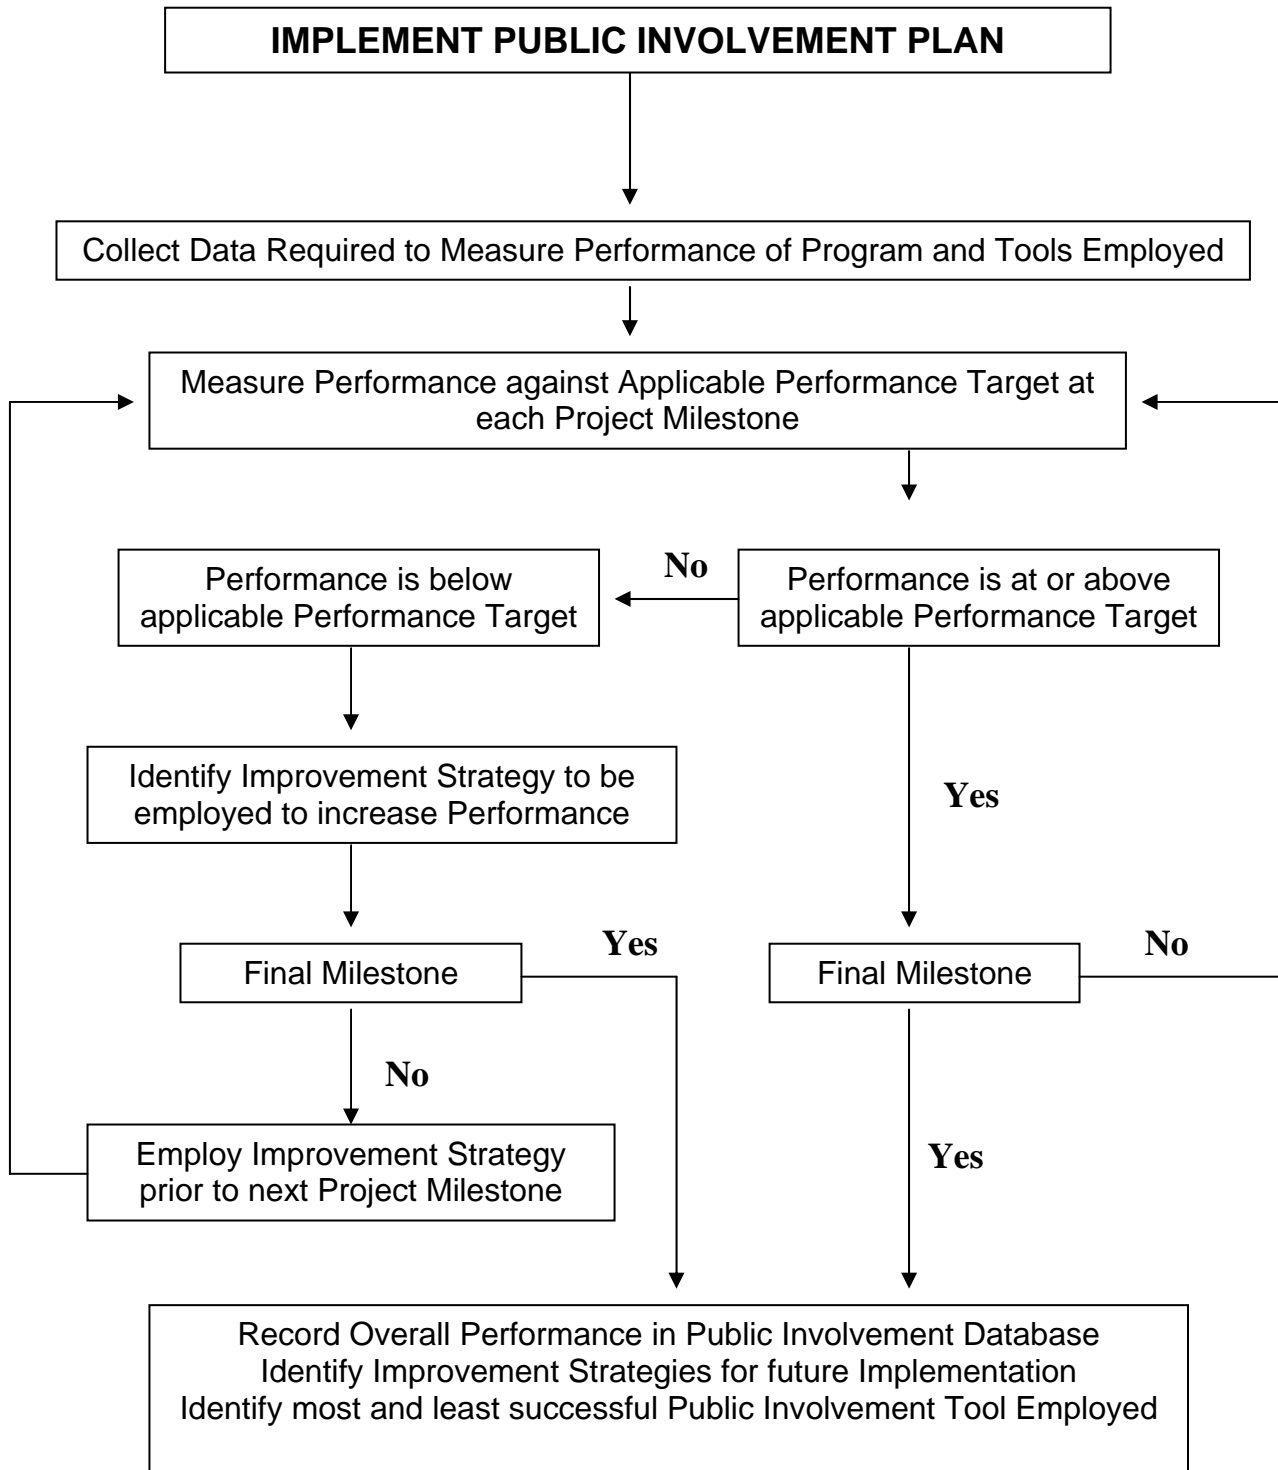 IMPLEMENT PUBLIC INVOLVEMENT PLAN
Collect Data Required to Measure Performance of Program and Tools Employed
Measure Performance against Applicable Performance Target at
each Project Milestone
No
Performance is below
applicable Performance Target
Performance is at or above
applicable Performance Target
Identify Improvement Strategy to be
employed to increase Performance
Yes
Final Milestone
Yes
Final Milestone
No
No
Employ Improvement Strategy
prior to next Project Milestone
Yes
Record Overall Performance in Public Involvement Database
Identify Improvement Strategies for future Implementation
Identify most and least successful Public Involvement Tool Employed